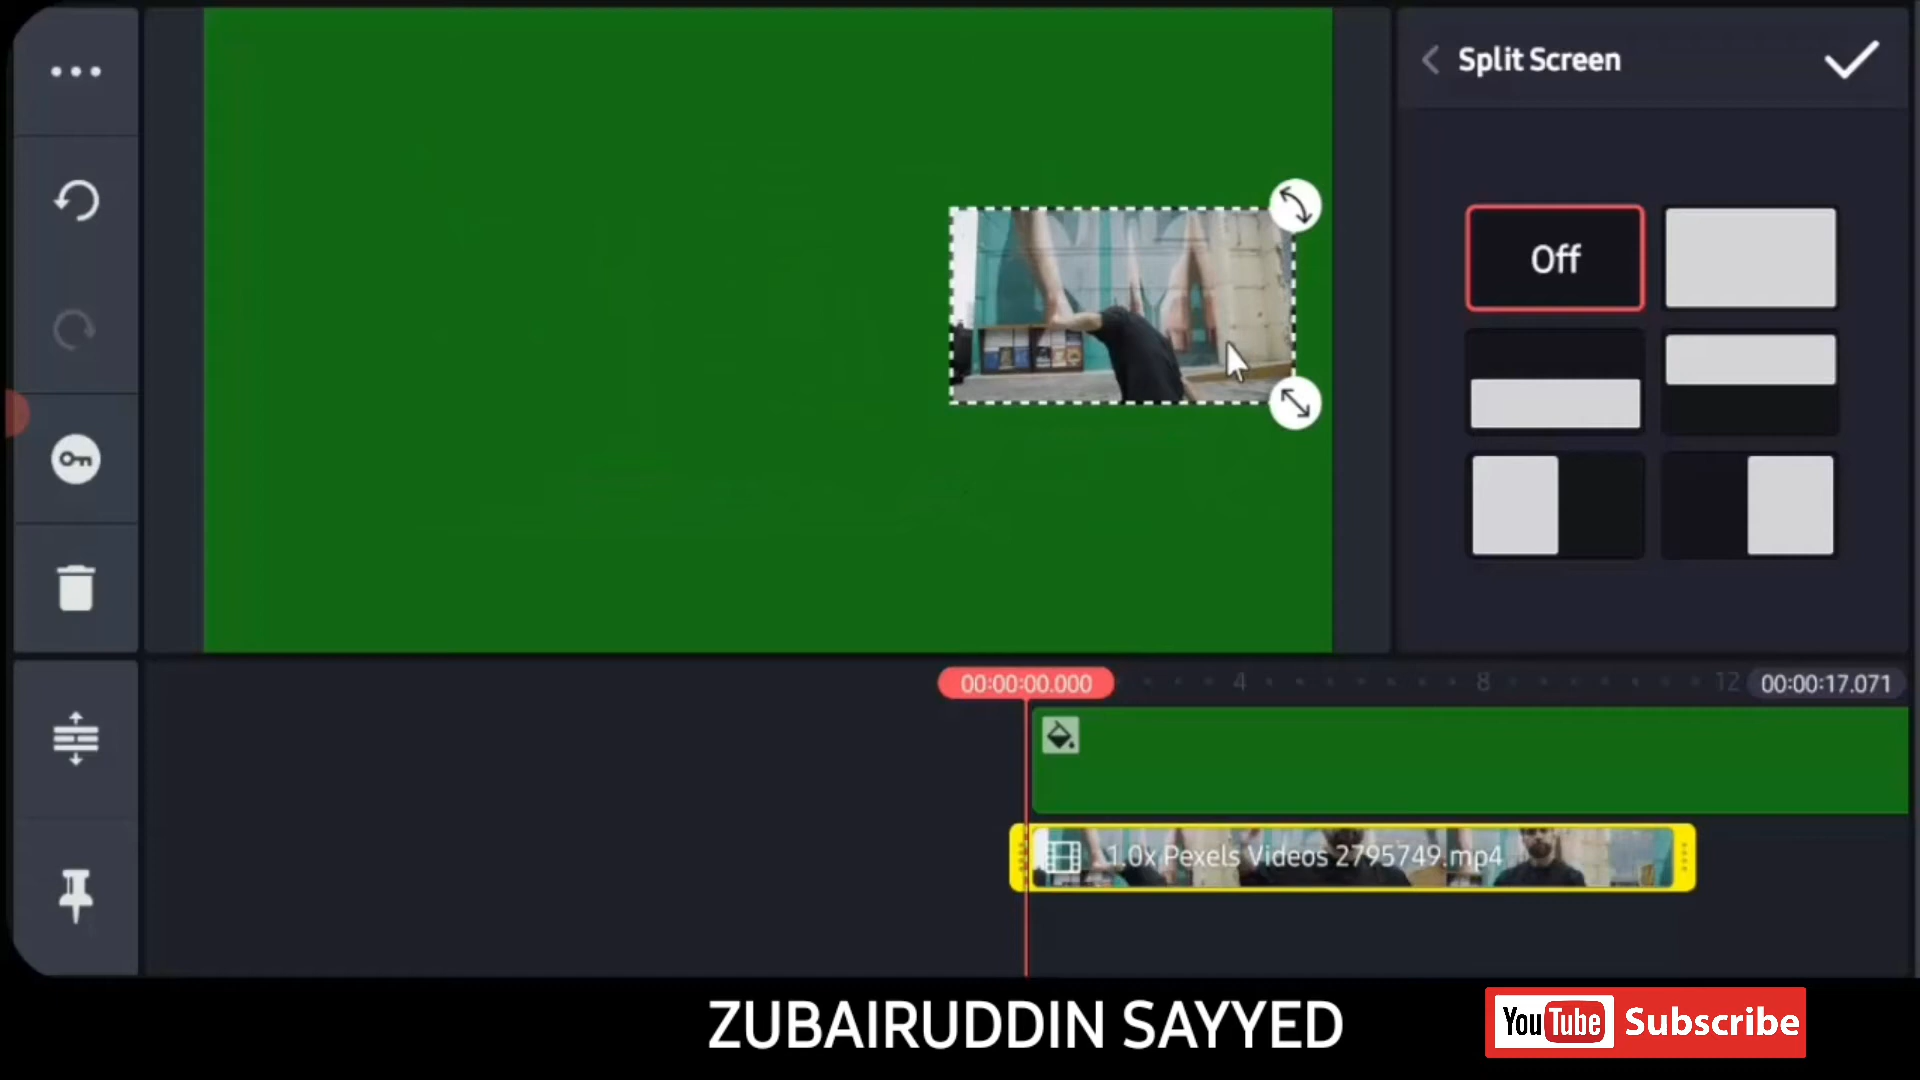 Split Screen
Off
00:00:00.000
4
8
12
00:00:17.071
1.0x Pexels Videos 2795749.mp4
ZUBAIRUDDIN SAYYED
YouTube Subscribe